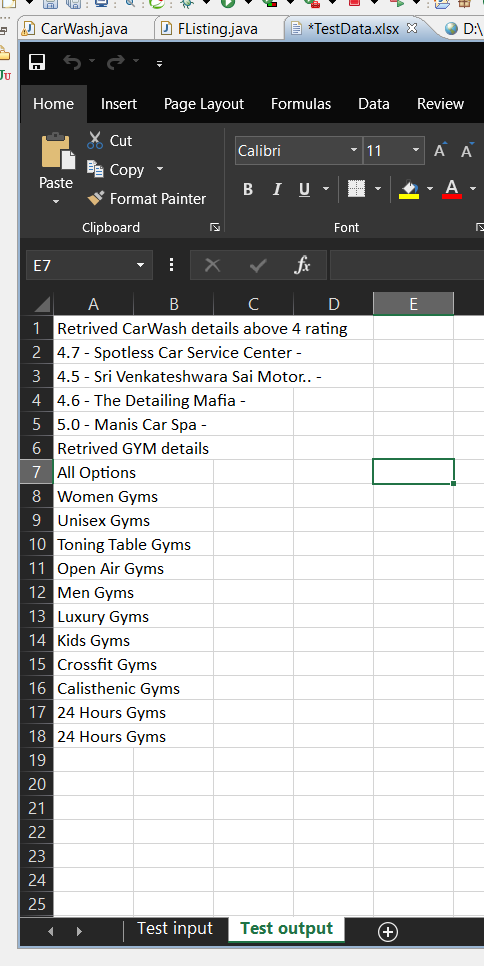 CarWash.java FListing.java *TestData.xlsx D:\
Ju
Home Insert Page Layout Formulas Data Review
Paste Cut Copy Format Painter
Calibri 11 A A
B I U A
Clipboard Font
E7 fx
A B C D E
1 Retrived CarWash details above 4 rating
2 4.7 - Spotless Car Service Center -
3 4.5 - Sri Venkateshwara Sai Motor.. -
4 4.6 - The Detailing Mafia -
5 5.0 - Manis Car Spa -
6 Retrived GYM details
7 All Options
8 Women Gyms
9 Unisex Gyms
10 Toning Table Gyms
11 Open Air Gyms
12 Men Gyms
13 Luxury Gyms
14 Kids Gyms
15 Crossfit Gyms
16 Calisthenic Gyms
17 24 Hours Gyms
18 24 Hours Gyms
19
20
21
22
23
24
25
Test input Test output